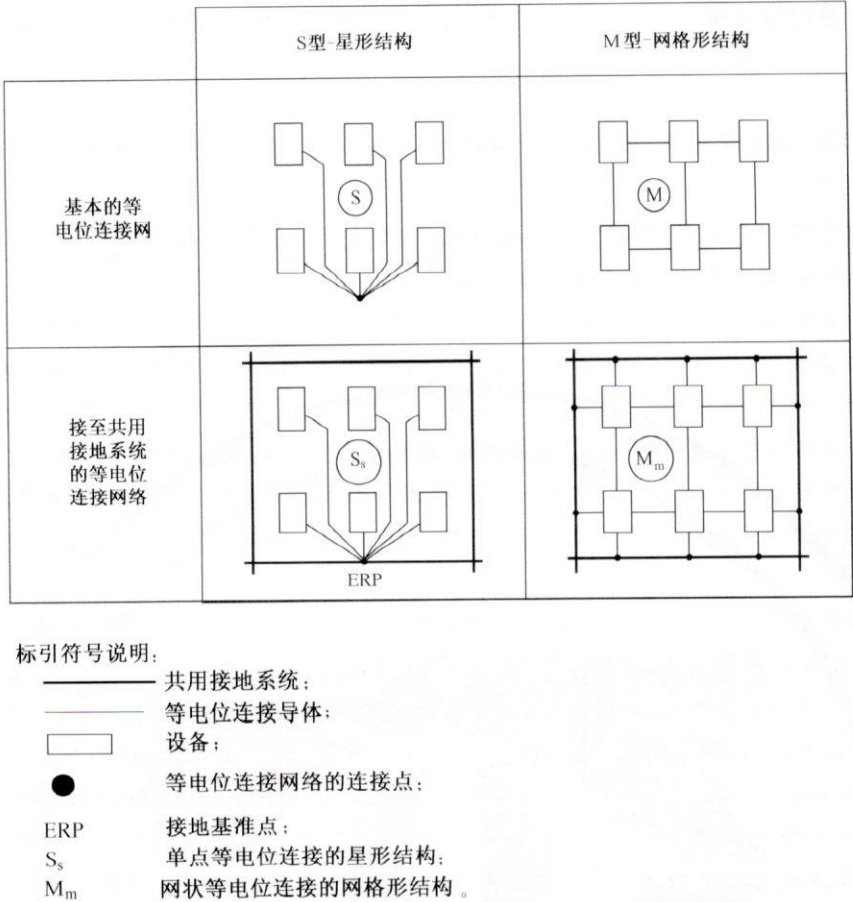 S型-星形结构
M型-网格形结构
基本的等
电位连接网
S
M
接至共用
接地系统
的等电位
连接网络
Sₛ
Mₘ
ERP
标引符号说明:
共用接地系统;
等电位连接导体;
设备;
等电位连接网络的连接点;
ERP 接地基准点;
Sₛ 单点等电位连接的星形结构;
Mₘ 网状等电位连接的网格形结构。